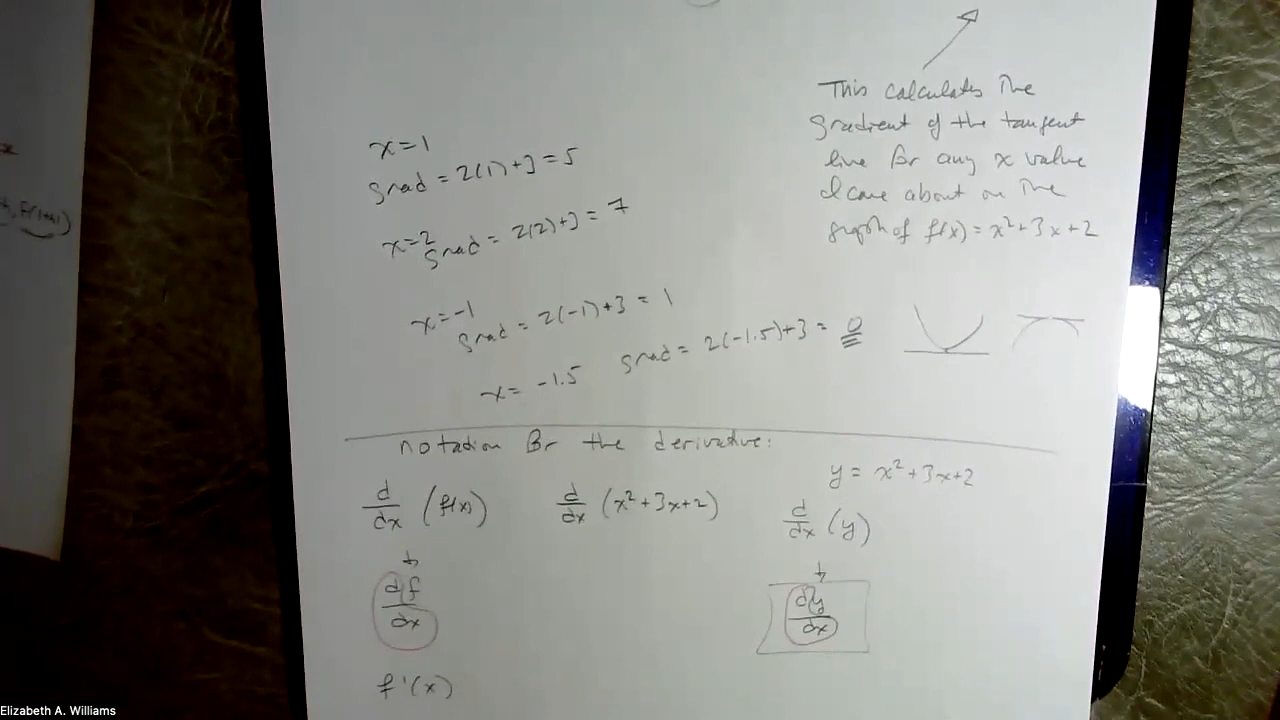 This calculates the
gradient of the tangent
line for any x value
I care about on the
graph of f(x) = x² + 3x + 2
x = 1
grad = 2(1) + 3 = 5
x = 2
grad = 2(2) + 3 = 7
x = -1
grad = 2(-1) + 3 = 1
x = -1.5
grad = 2(-1.5) + 3 = 0
notation for the derivative:
d/dx (f(x))
d/dx (x² + 3x + 2)
y = x² + 3x + 2
d/dx (y)
df/dx
dy/dx
f'(x)
Elizabeth A. Williams